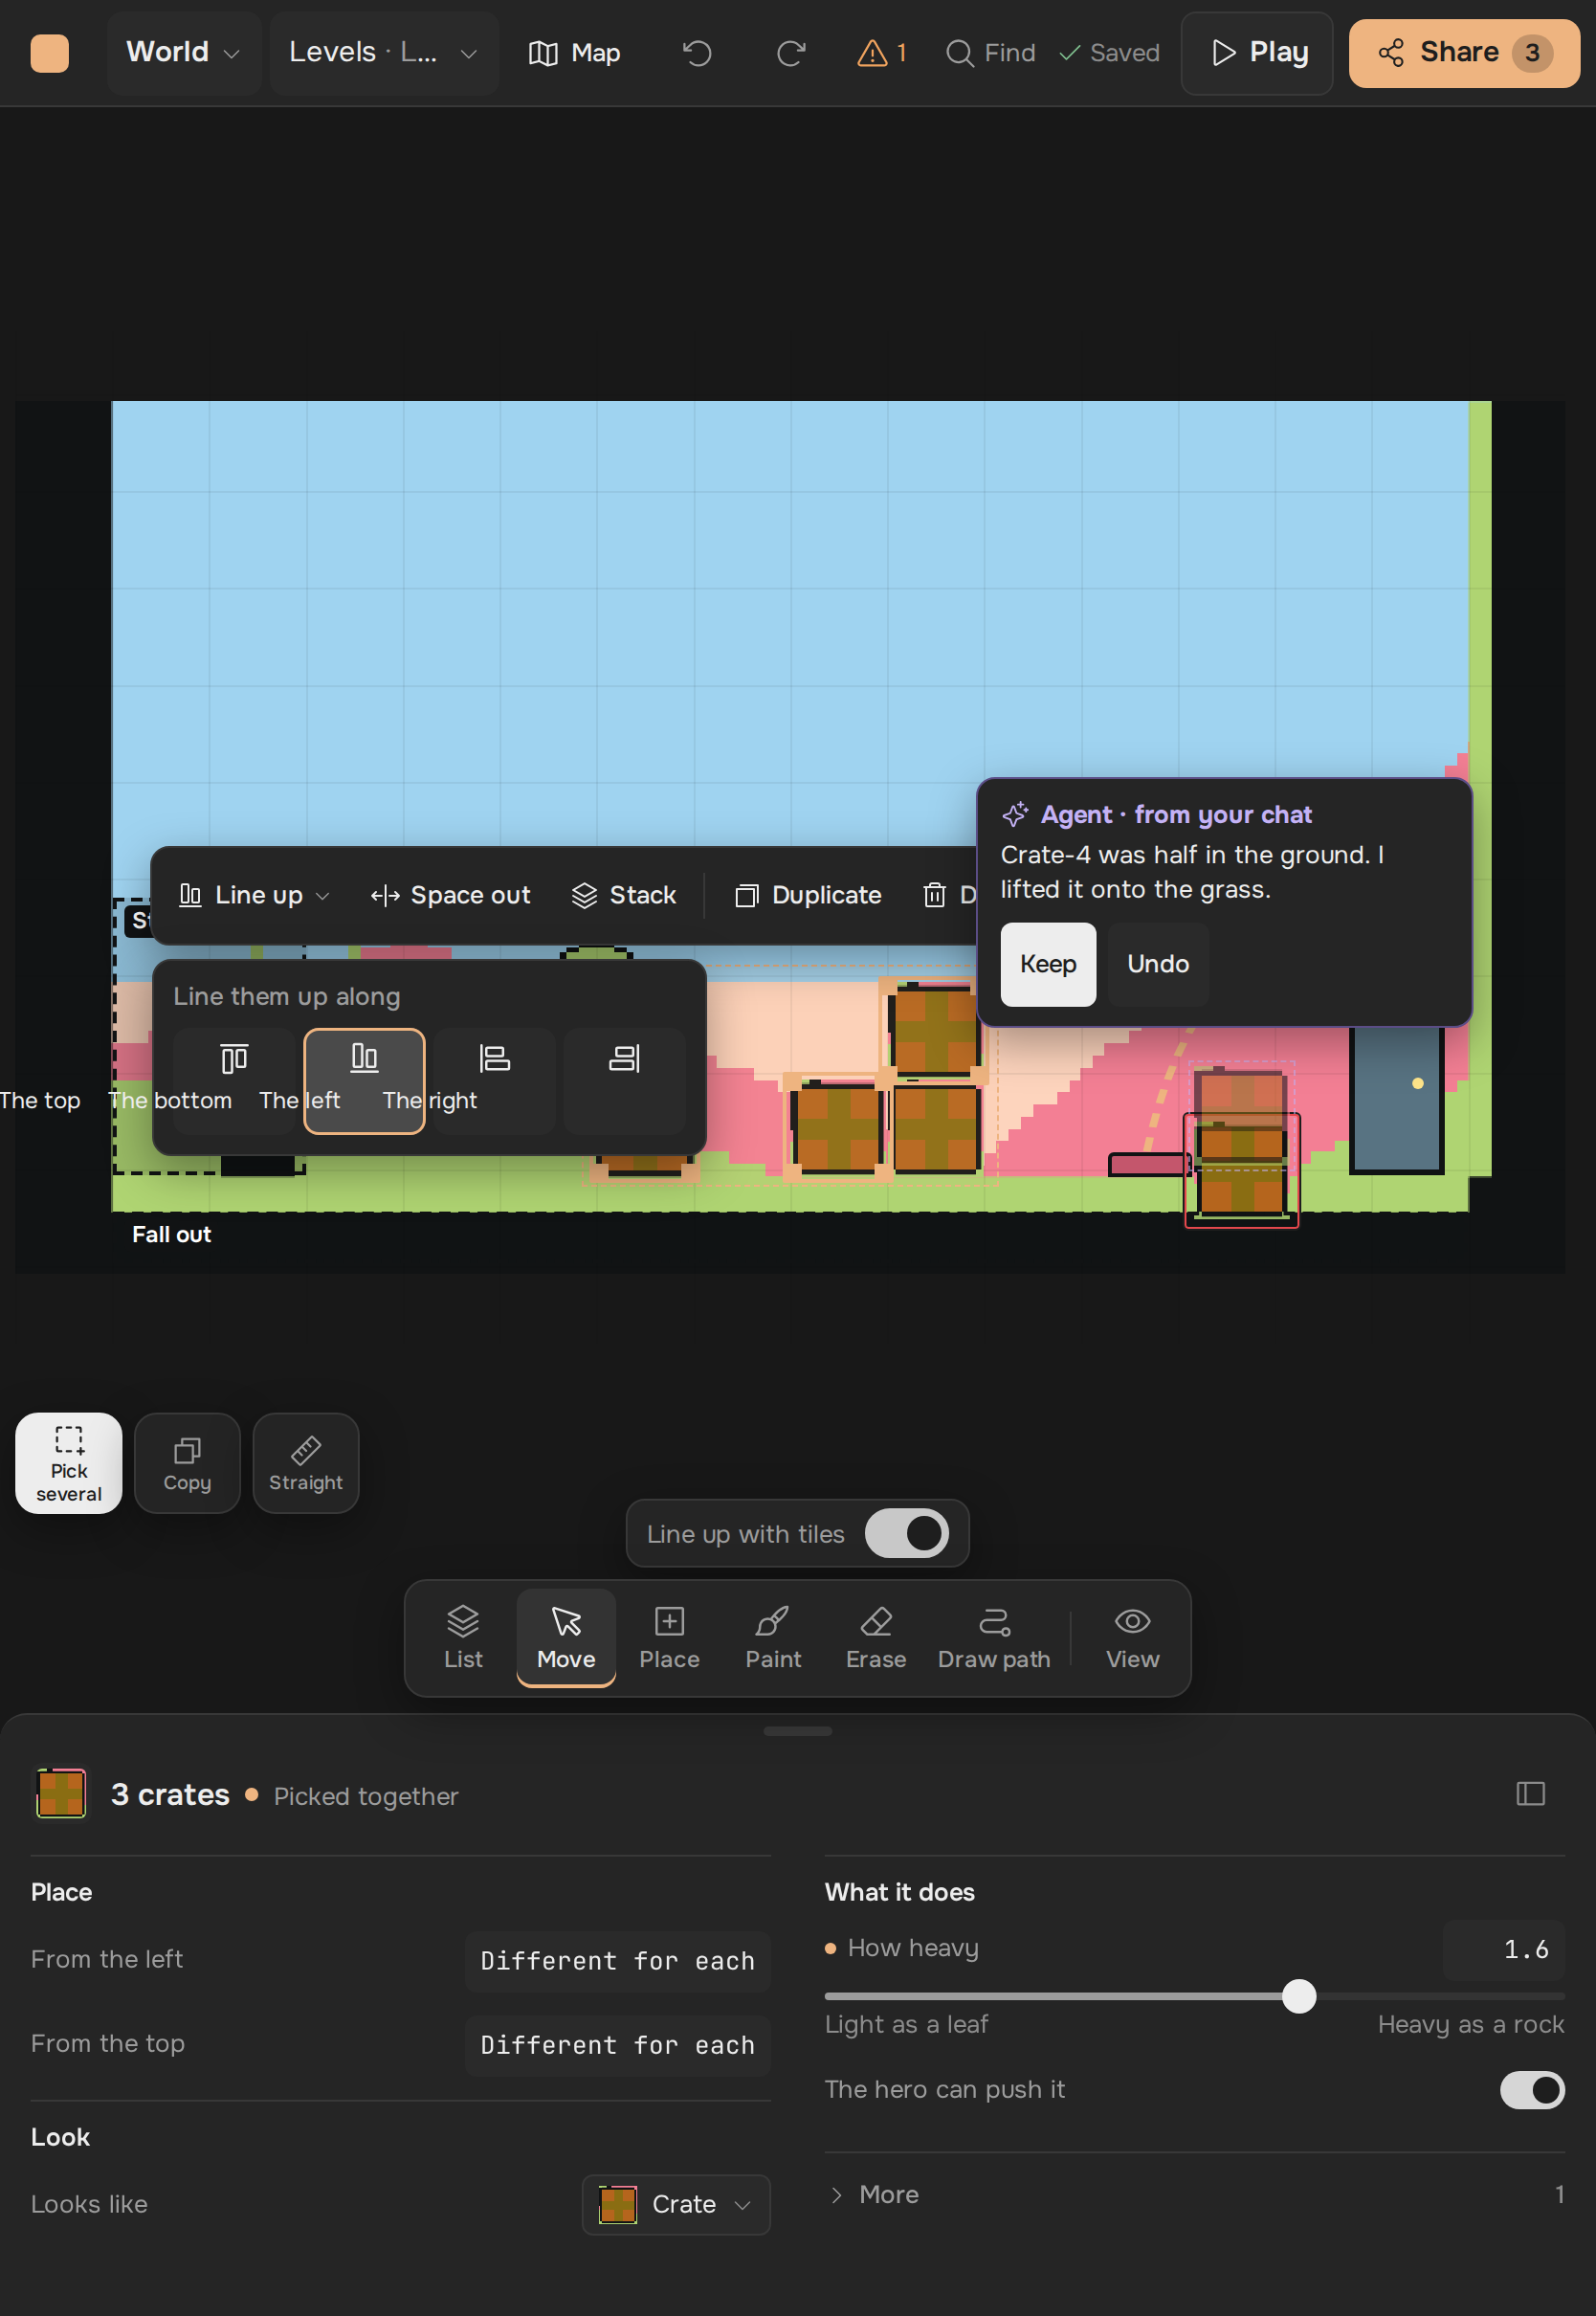 World
Levels · L...
Map
1
Find
Saved
Play
Share 3
Agent · from your chat
Crate-4 was half in the ground. I
lifted it onto the grass.
Keep
Undo
Line up
Space out
Stack
Duplicate
D
St
Line them up along
The top
The bottom
The left
The right
Fall out
Pick
several
Copy
Straight
Line up with tiles
List
Move
Place
Paint
Erase
Draw path
View
3 crates
Picked together
Place
From the left
Different for each
From the top
Different for each
Look
Looks like
Crate
What it does
How heavy
1.6
Light as a leaf
Heavy as a rock
The hero can push it
More
1